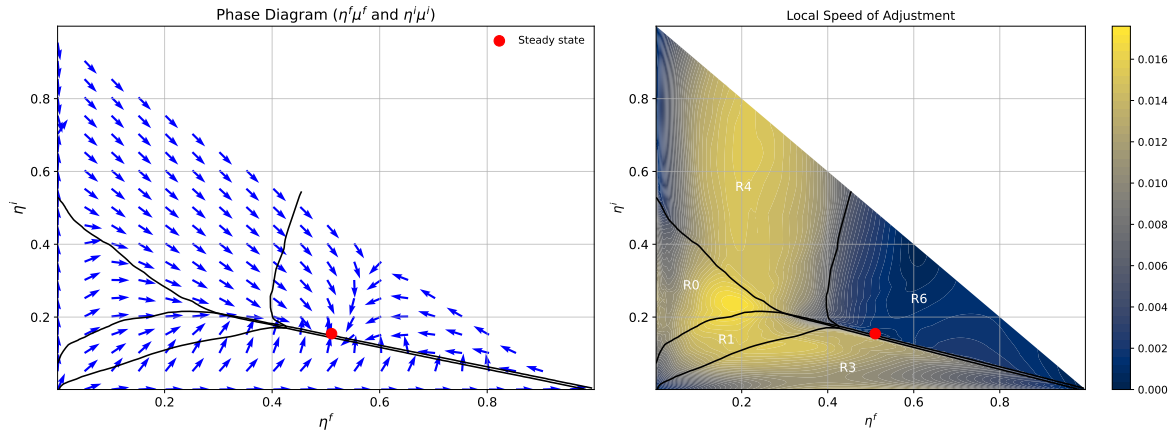 Phase Diagram (η^f μ^f and η^i μ^i)
Steady state
η^i
0.8
0.6
0.4
0.2
0.2
0.4
0.6
0.8
η^f
Local Speed of Adjustment
η^i
0.8
0.6
0.4
0.2
R4
R0
R6
R1
R3
0.2
0.4
0.6
0.8
η^f
0.016
0.014
0.012
0.010
0.008
0.006
0.004
0.002
0.000